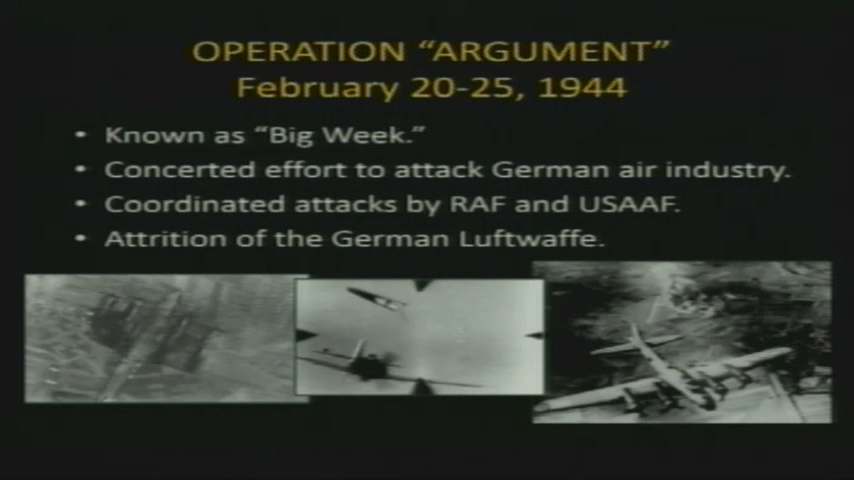 OPERATION “ARGUMENT”
February 20-25, 1944
• Known as “Big Week.”
• Concerted effort to attack German air industry.
• Coordinated attacks by RAF and USAAF.
• Attrition of the German Luftwaffe.